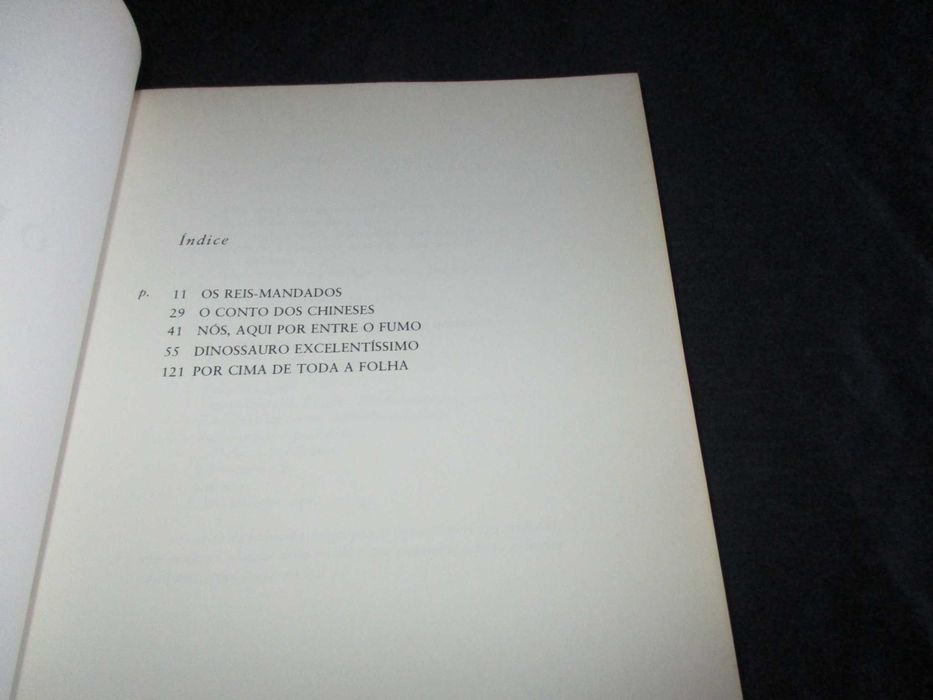 Índice
p. 11 OS REIS-MANDADOS
29 O CONTO DOS CHINESES
41 NÓS, AQUI POR ENTRE O FUMO
55 DINOSSAURO EXCELENTÍSSIMO
121 POR CIMA DE TODA A FOLHA